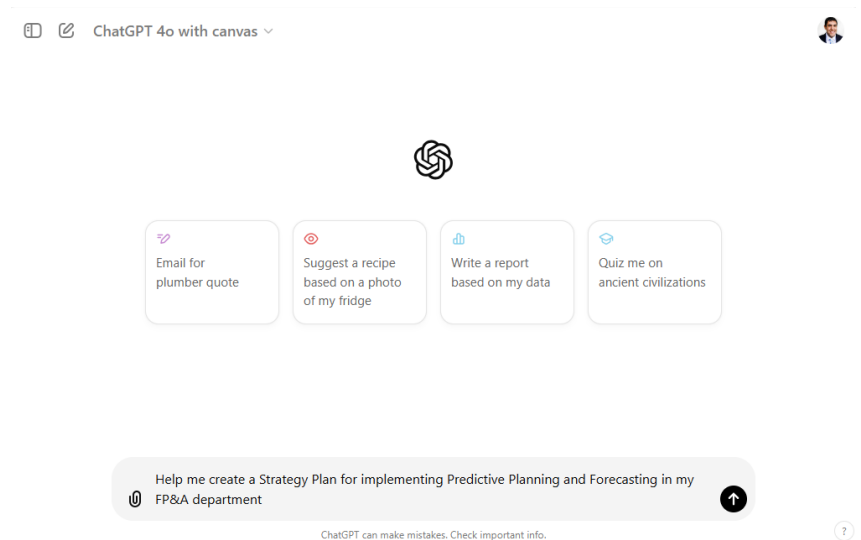 ChatGPT 4o with canvas
Email for
plumber quote
Suggest a recipe
based on a photo
of my fridge
Write a report
based on my data
Quiz me on
ancient civilizations
Help me create a Strategy Plan for implementing Predictive Planning and Forecasting in my
FP&A department
ChatGPT can make mistakes. Check important info.
?